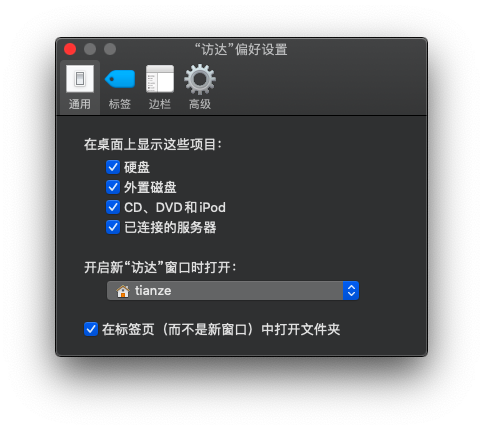 “访达”偏好设置
通用
标签
边栏
高级
在桌面上显示这些项目：
硬盘
外置磁盘
CD、DVD和iPod
已连接的服务器
开启新“访达”窗口时打开：
tianze
在标签页（而不是新窗口）中打开文件夹